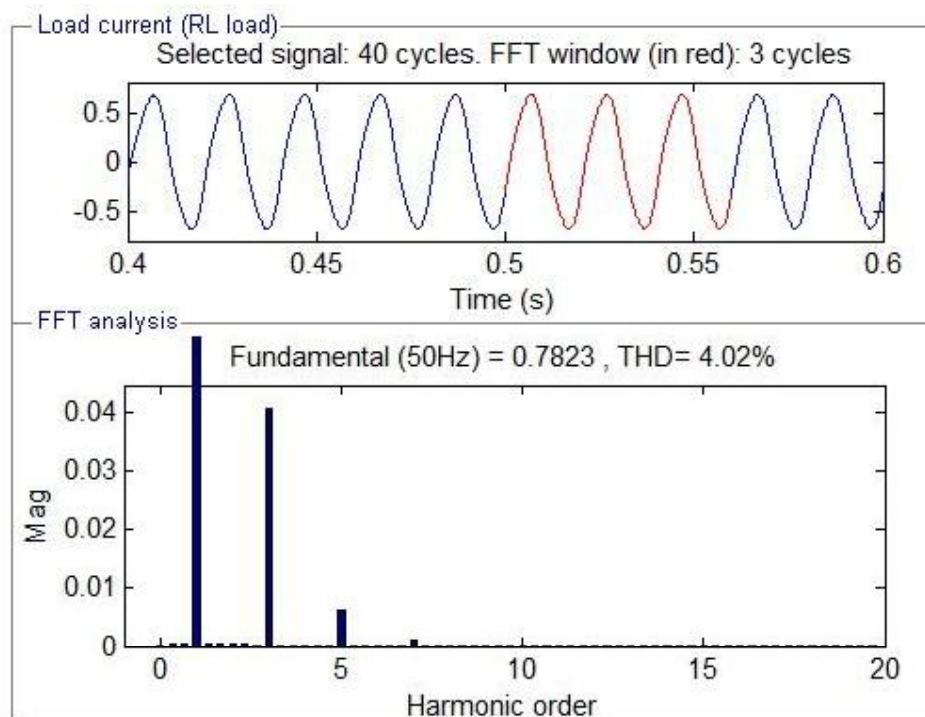 Load current (RL load)
Selected signal: 40 cycles. FFT window (in red): 3 cycles
0.5
0
-0.5
0.4 0.45 0.5 0.55 0.6
Time (s)
FFT analysis
Fundamental (50Hz) = 0.7823 , THD= 4.02%
0.04
0.03
0.02
0.01
0
Mag
0 5 10 15 20
Harmonic order